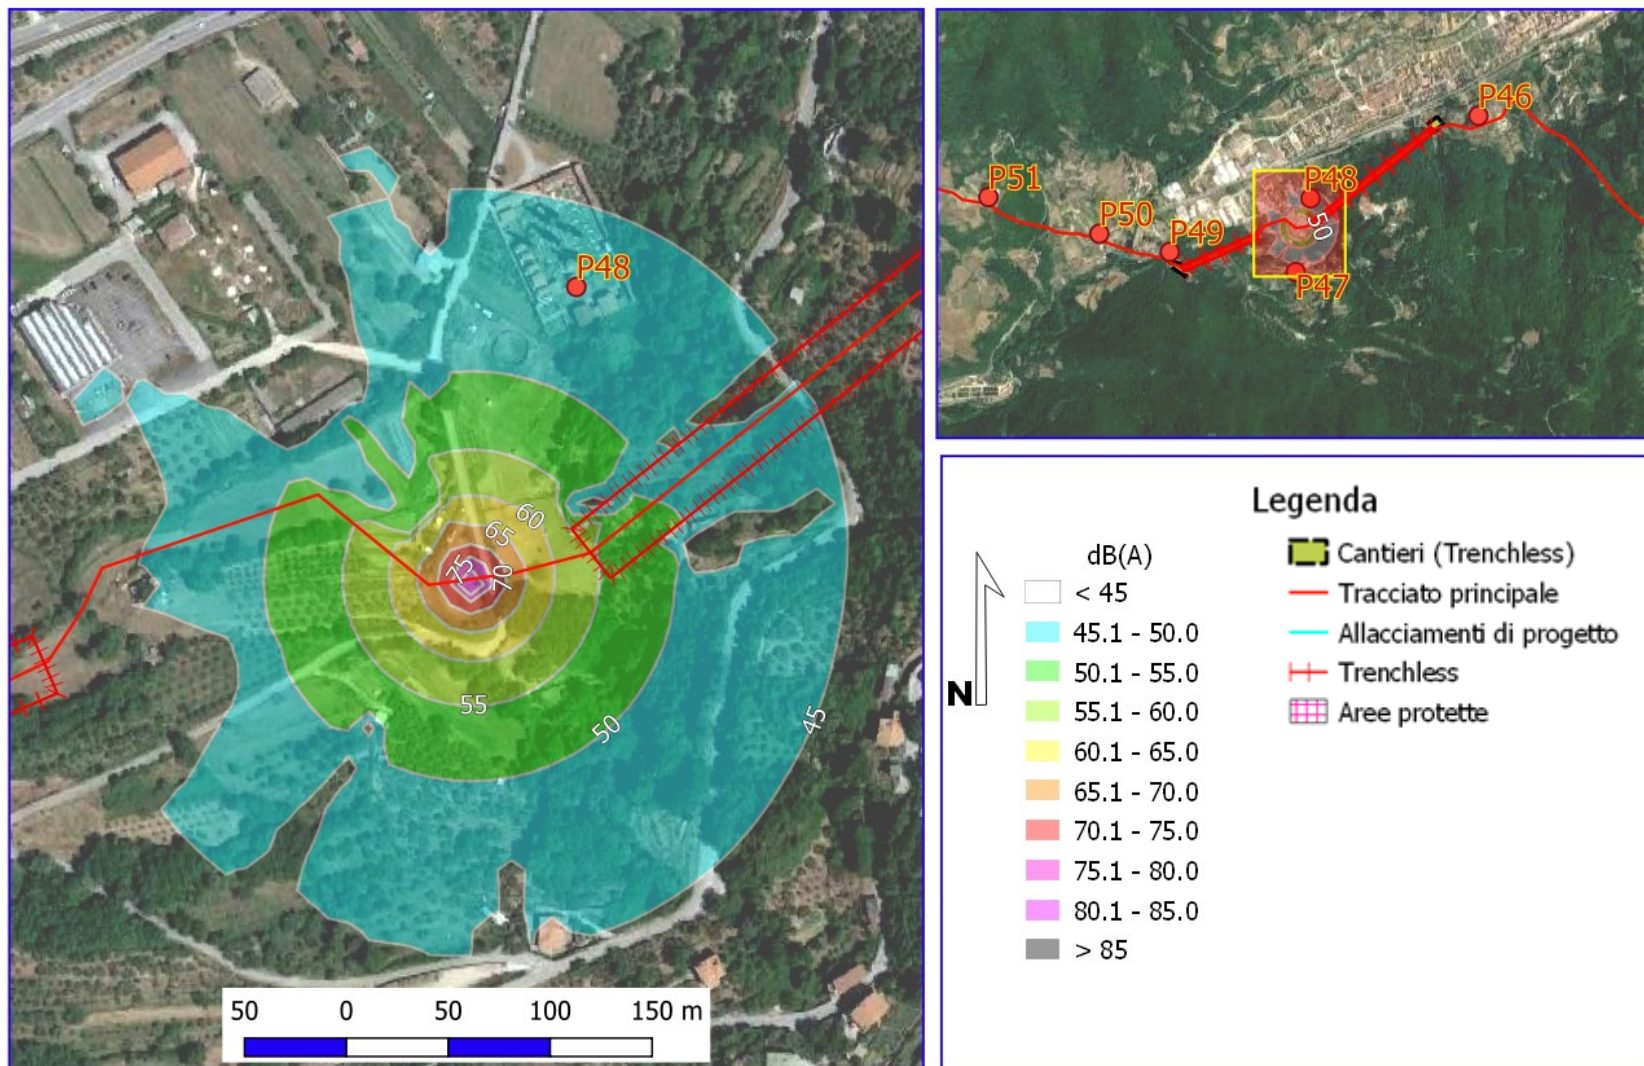 P48
60
65
75
70
55
50
45
50 0 50 100 150 m
P46
P51
P48
P50
P49
50
P47
Legenda
dB(A)
< 45
45.1 - 50.0
50.1 - 55.0
55.1 - 60.0
60.1 - 65.0
65.1 - 70.0
70.1 - 75.0
75.1 - 80.0
80.1 - 85.0
> 85
Cantieri (Trenchless)
Tracciato principale
Allacciamenti di progetto
Trenchless
Aree protette
N